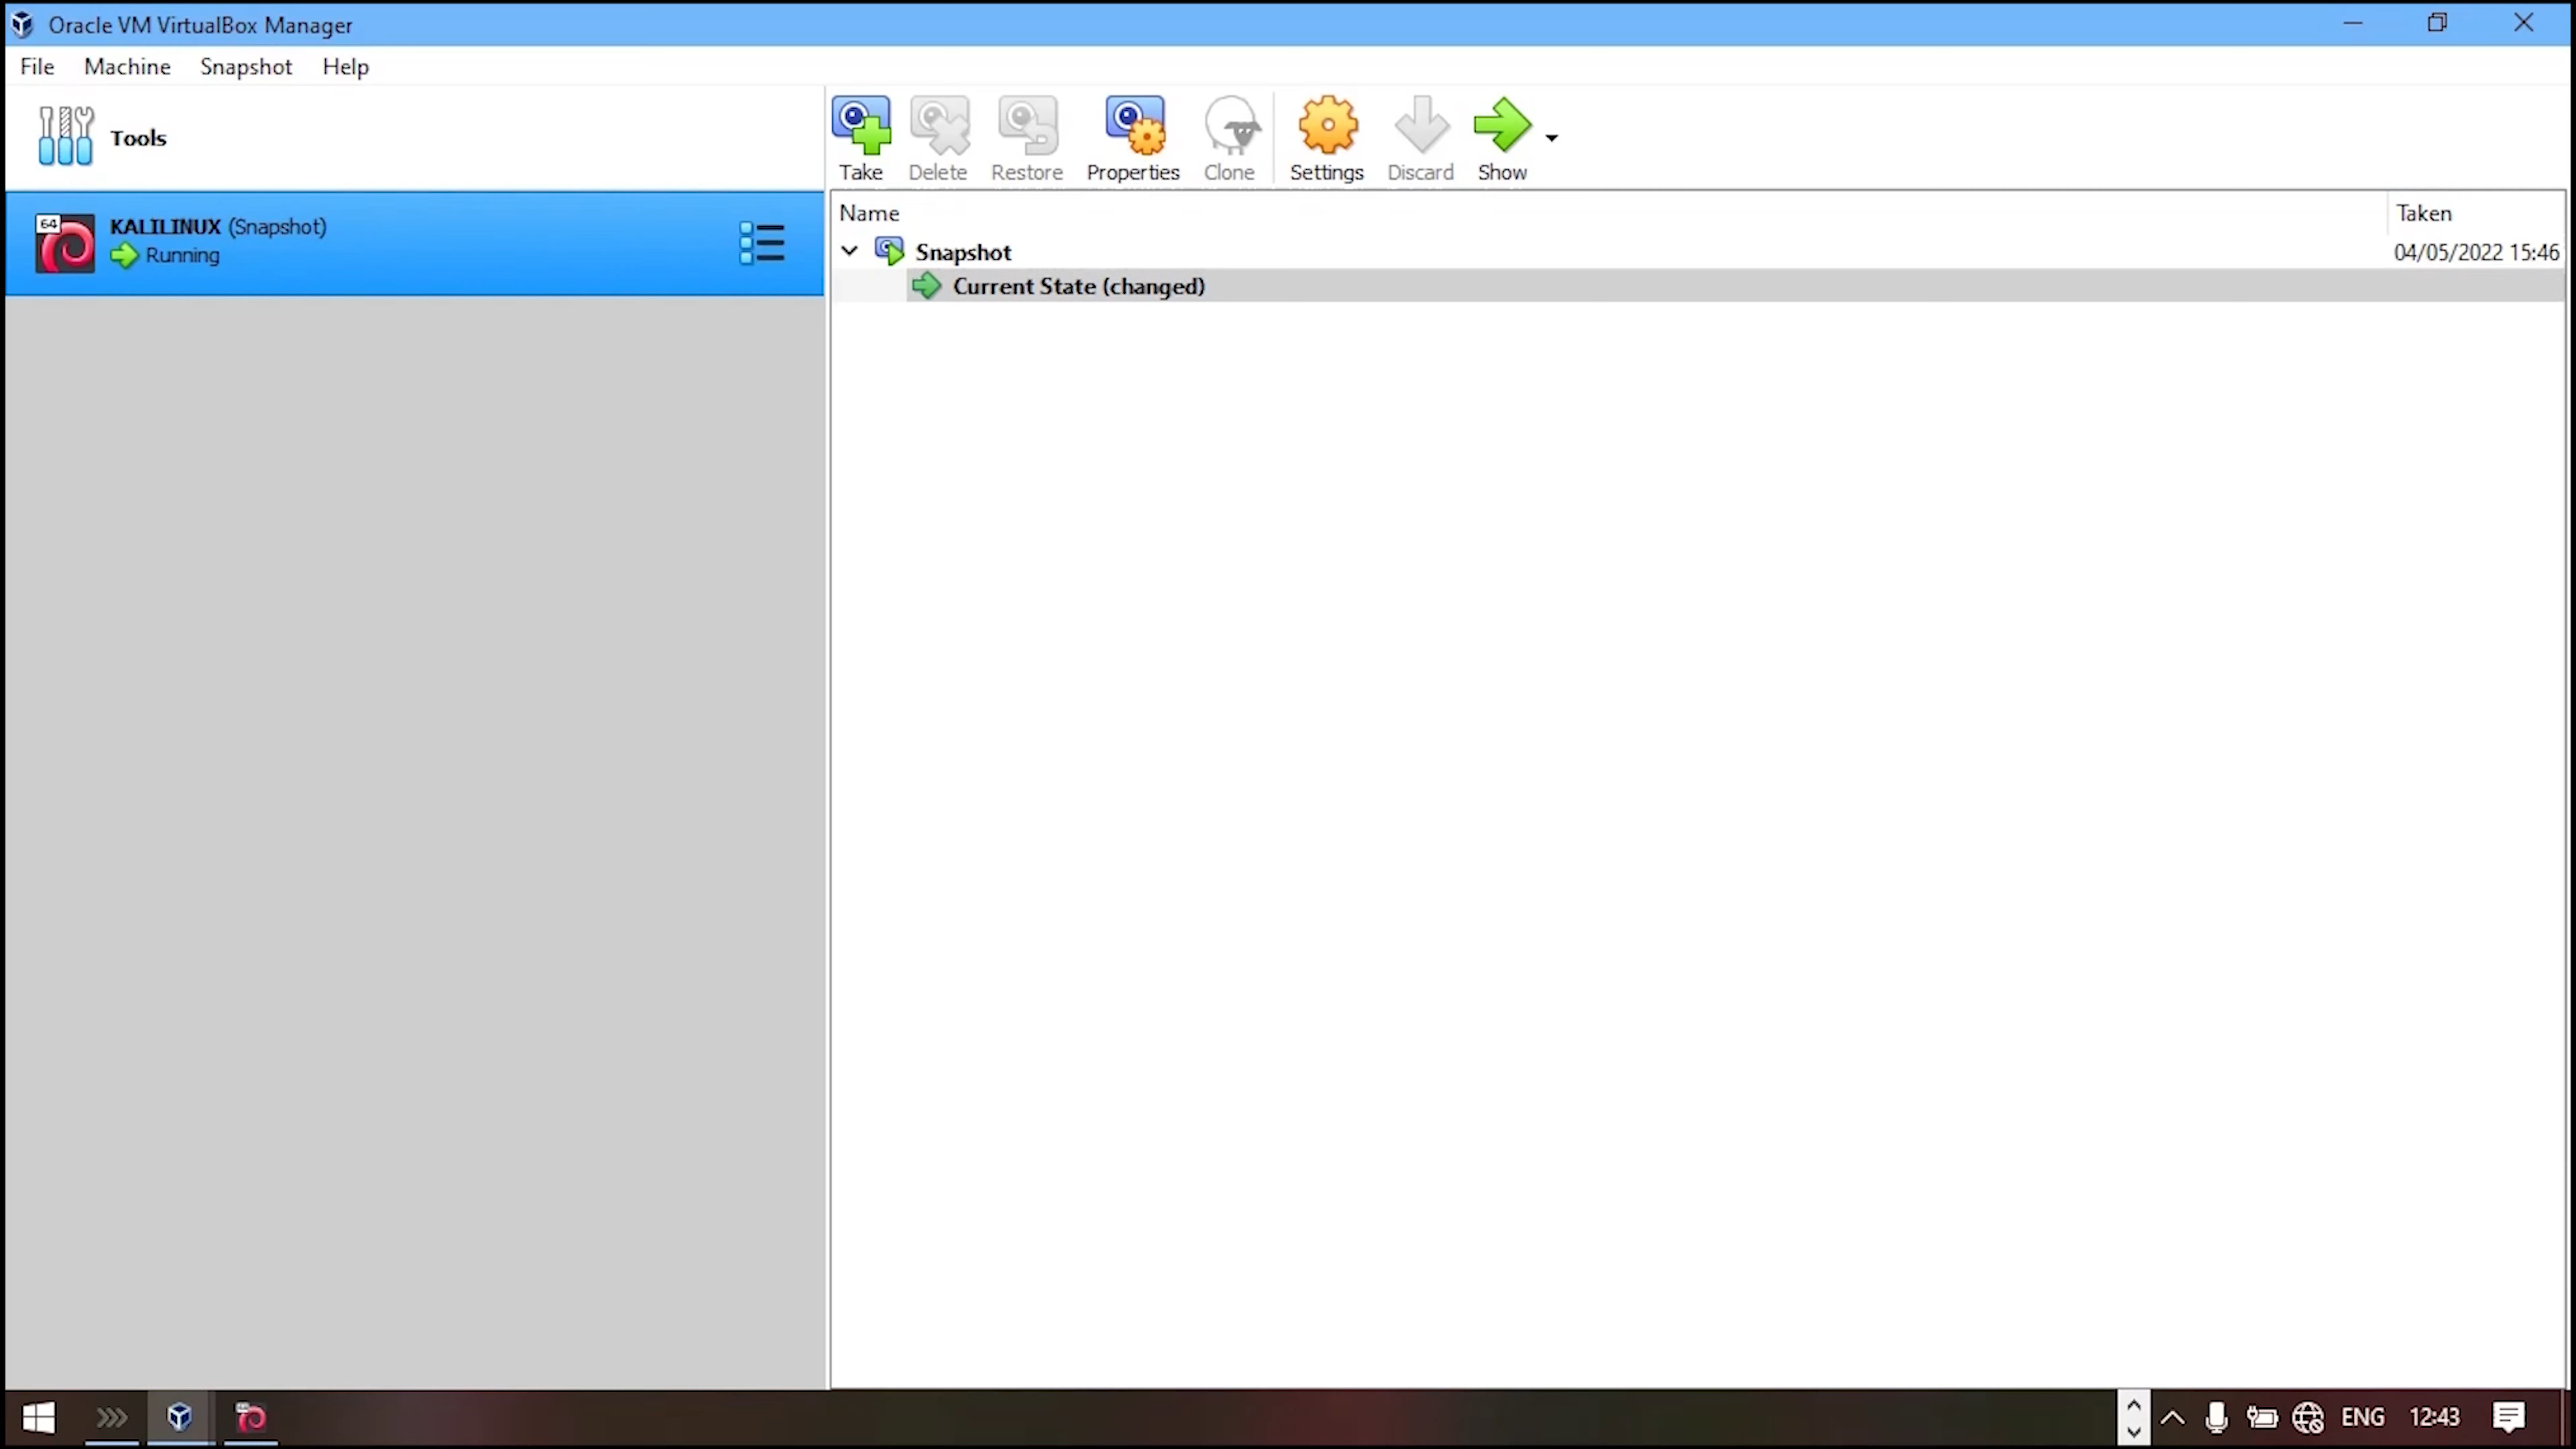 Oracle VM VirtualBox Manager
File Machine Snapshot Help
Tools
Take Delete Restore Properties Clone Settings Discard Show
64
KALILINUX (Snapshot)
Running
Name Taken
Snapshot 04/05/2022 15:46
Current State (changed)
ENG 12:43